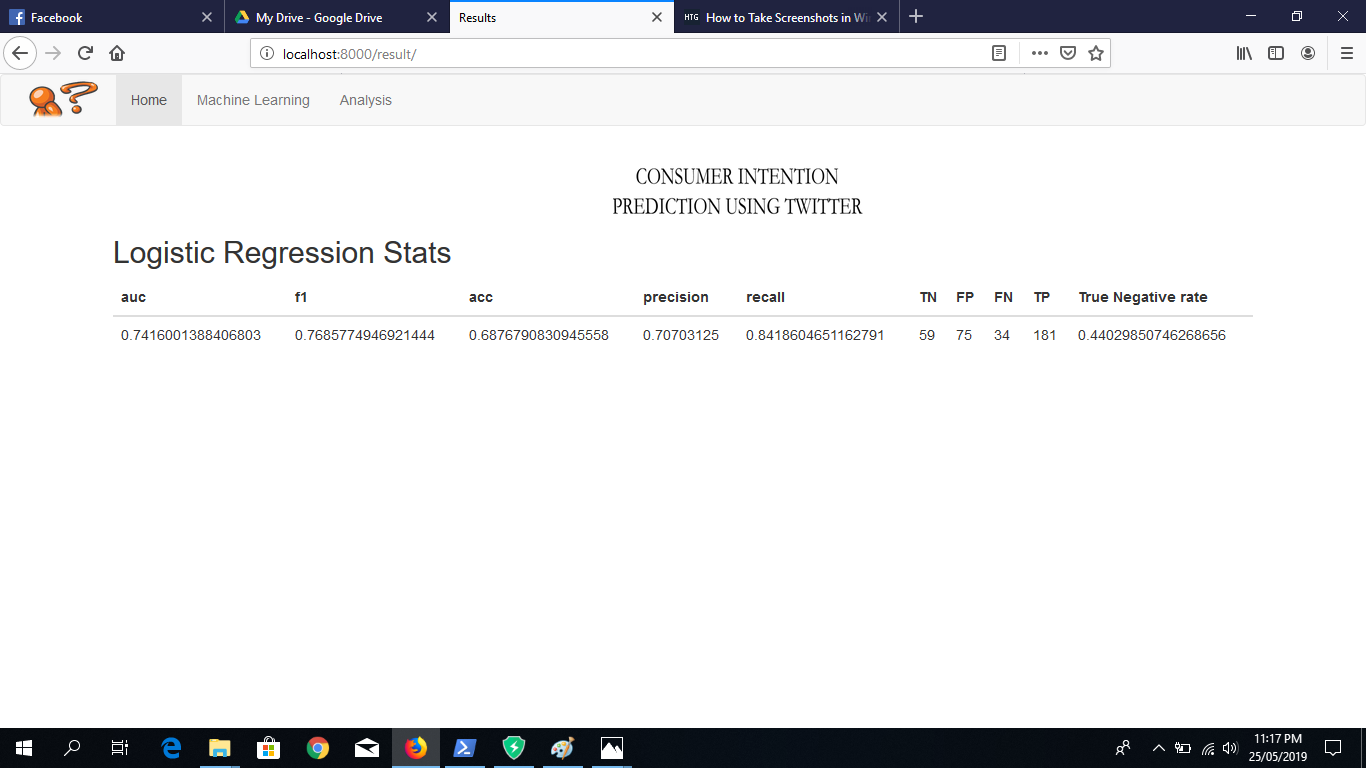 Facebook
My Drive - Google Drive
Results
HTG How to Take Screenshots in Wi
localhost:8000/result/
Home Machine Learning Analysis
CONSUMER INTENTION
PREDICTION USING TWITTER
Logistic Regression Stats
auc f1 acc precision recall TN FP FN TP True Negative rate
0.7416001388406803 0.7685774946921444 0.6876790830945558 0.70703125 0.8418604651162791 59 75 34 181 0.44029850746268656
11:17 PM
25/05/2019